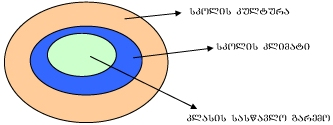 სკოლის კულტურა
სკოლის კლიმატი
კლასის სასწავლო გარემო